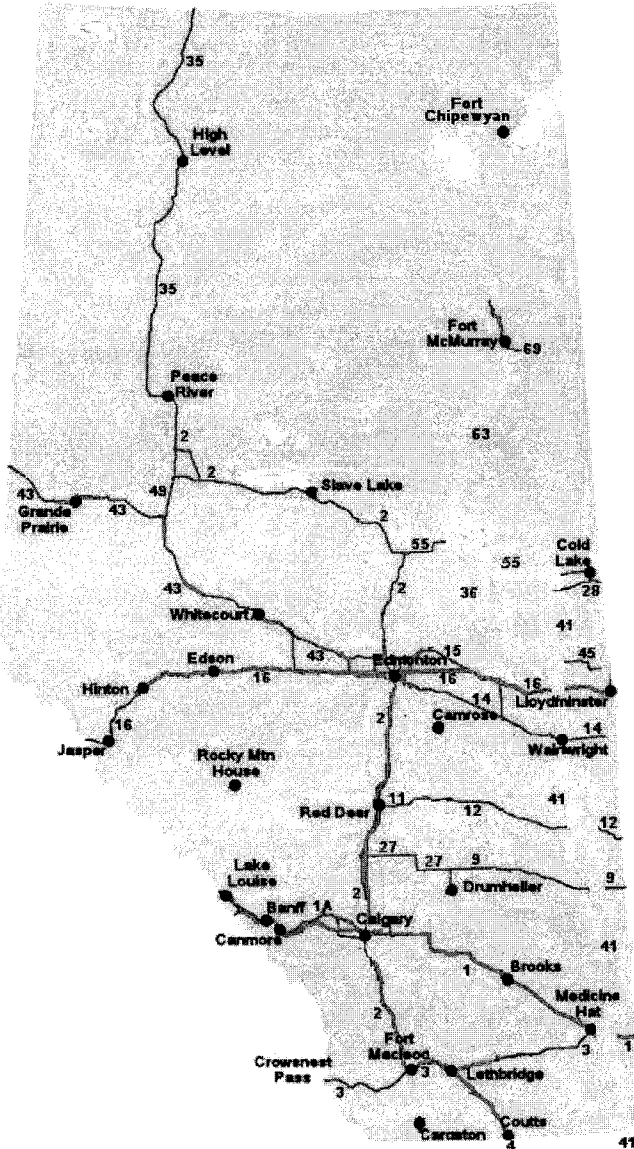 35
Fort
Chipewyan
High
Level
35
Fort
McMurray
69
Peace
River
2
63
2
Slave Lake
43
49
Grande
Prairie
43
2
55
Cold
Lake
55
28
43
2
36
Whitecourt
41
15
45
43
Edson
Edmonton
16
16
16
Hinton
14
Lloydminster
16
2
Camrose
14
Jasper
Wainwright
Rocky Mtn
House
11
41
Red Deer
12
12
27
27
9
Lake
Louise
2
Drumheller
9
Banff
1A
Calgary
Canmore
41
1
Brooks
Medicine
Hat
2
Fort
Macleod
3
1
Crowsnest
Pass
3
Lethbridge
3
Cardston
Coutts
4
41